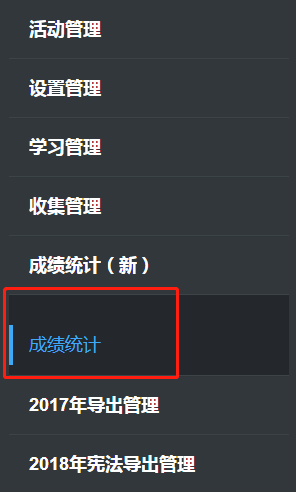 活动管理
设置管理
学习管理
收集管理
成绩统计（新）
成绩统计
2017年导出管理
2018年宪法导出管理